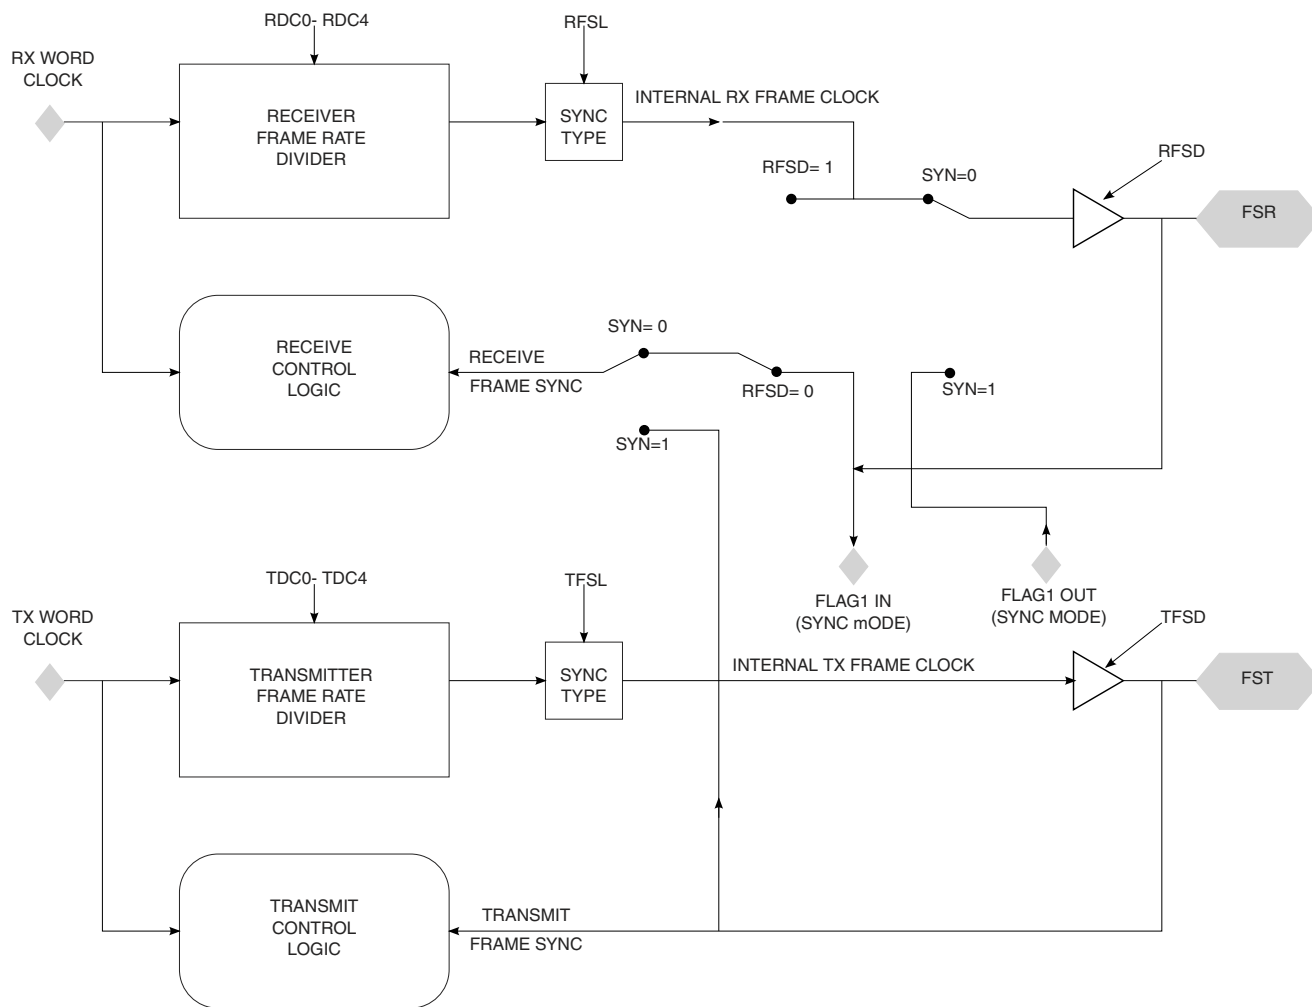 RDC0- RDC4
RFSL
RX WORD
CLOCK
RECEIVER
FRAME RATE
DIVIDER
SYNC
TYPE
INTERNAL RX FRAME CLOCK
RFSD= 1
SYN=0
RFSD
FSR
RECEIVE
CONTROL
LOGIC
RECEIVE
FRAME SYNC
SYN= 0
RFSD= 0
SYN=1
SYN=1
FLAG1 IN
(SYNC mODE)
FLAG1 OUT
(SYNC MODE)
TDC0- TDC4
TFSL
TX WORD
CLOCK
TRANSMITTER
FRAME RATE
DIVIDER
SYNC
TYPE
INTERNAL TX FRAME CLOCK
TFSD
FST
TRANSMIT
CONTROL
LOGIC
TRANSMIT
FRAME SYNC